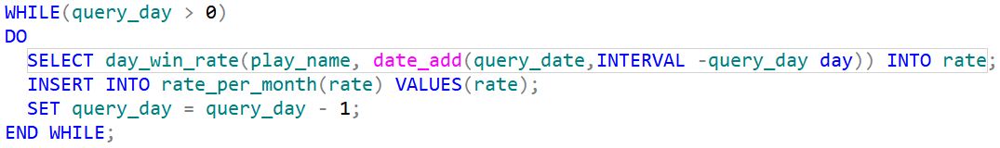 WHILE(query_day > 0)
DO
SELECT day_win_rate(play_name, date_add(query_date,INTERVAL -query_day day)) INTO rate;
INSERT INTO rate_per_month(rate) VALUES(rate);
SET query_day = query_day - 1;
END WHILE;